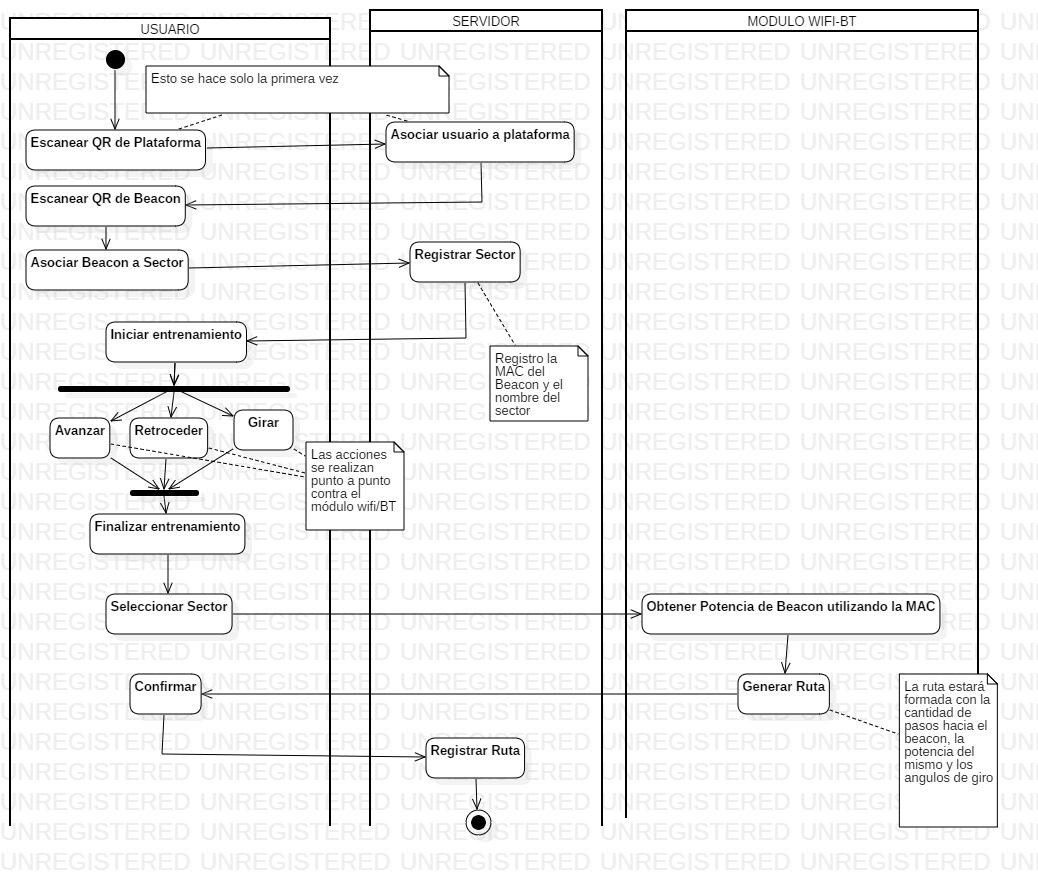 USUARIO
SERVIDOR
MODULO WIFI-BT
Esto se hace solo la primera vez
Escanear QR de Plataforma
Asociar usuario a plataforma
Escanear QR de Beacon
Asociar Beacon a Sector
Registrar Sector
Iniciar entrenamiento
Registro la
MAC del
Beacon y el
nombre del
sector
Avanzar
Retroceder
Girar
Las acciones
se realizan
punto a punto
contra el
módulo wifi/BT
Finalizar entrenamiento
Seleccionar Sector
Obtener Potencia de Beacon utilizando la MAC
Confirmar
Generar Ruta
La ruta estará
formada con la
cantidad de
pasos hacia el
beacon, la
potencia del
mismo y los
angulos de giro
Registrar Ruta
UNREGISTERED UNREGISTERED UNREGISTERED UNREGISTERED UNREGISTERED